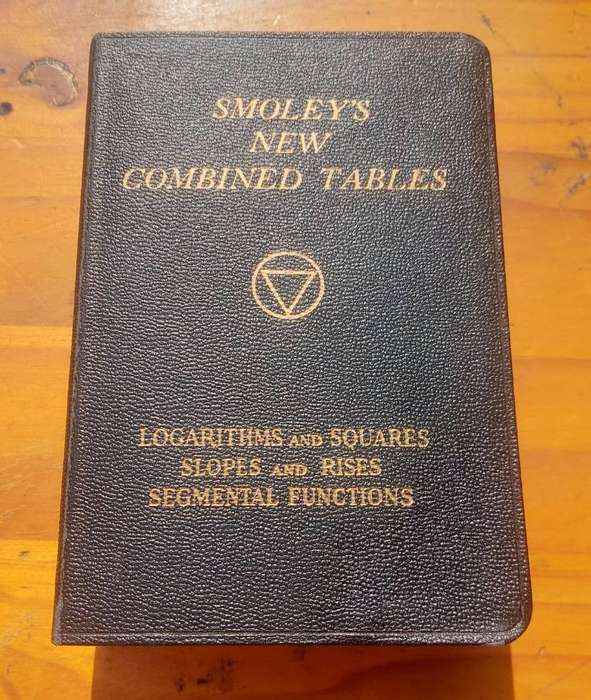 SMOLEY'S
NEW
COMBINED TABLES
LOGARITHMS AND SQUARES
SLOPES AND RISES
SEGMENTAL FUNCTIONS